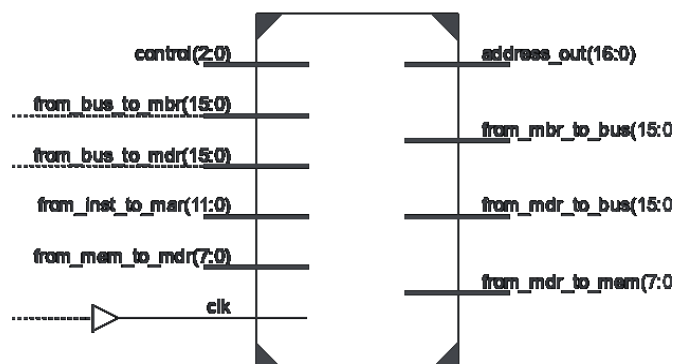 control(2:0)
from_bus_to_mbr(15:0)
from_bus_to_mdr(15:0)
from_inst_to_mar(11:0)
from_mem_to_mdr(7:0)
clk
address_out(16:0)
from_mbr_to_bus(15:0
from_mdr_to_bus(15:0
from_mdr_to_mem(7:0